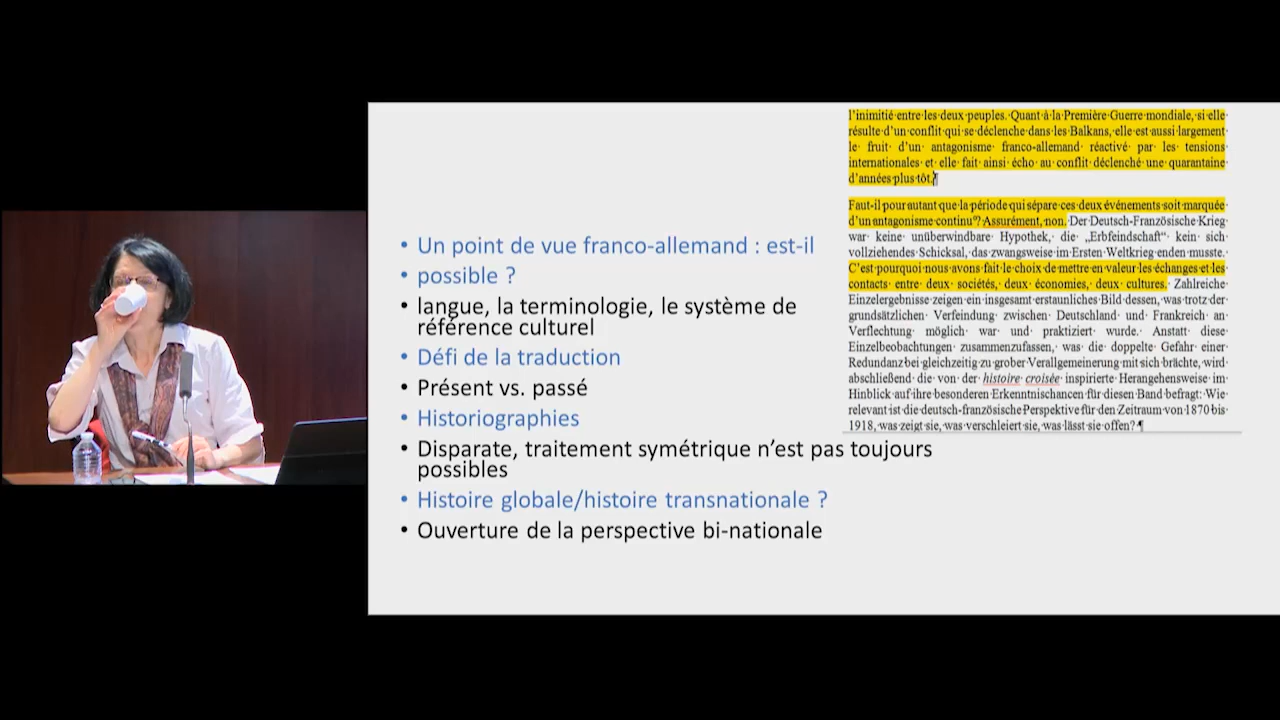 • Un point de vue franco-allemand : est-il
• possible ?
• langue, la terminologie, le système de
référence culturel
• Défi de la traduction
• Présent vs. passé
• Historiographies
• Disparate, traitement symétrique n’est pas toujours
possibles
• Histoire globale/histoire transnationale ?
• Ouverture de la perspective bi-nationale
l’inimitié entre les deux peuples. Quant à la Première Guerre mondiale, si elle
résulte d’un conflit qui se déclenche dans les Balkans, elle est aussi largement
le fruit d’un antagonisme franco-allemand réactivé par les tensions
internationales et elle fait ainsi écho au conflit déclenché une quarantaine
d’années plus tôt.¶
Faut-il pour autant que la période qui sépare ces deux événements soit marquée
d’un antagonisme continu ? Assurément, non. Der Deutsch-Französische Krieg
war keine unüberwindbare Hypothek, die „Erbfeindschaft“ kein sich
vollziehendes Schicksal, das zwangsweise im Ersten Weltkrieg enden musste.
C’est pourquoi nous avons fait le choix de mettre en valeur les échanges et les
contacts entre deux sociétés, deux économies, deux cultures. Zahlreiche
Einzelergebnisse zeigen ein insgesamt erstaunliches Bild dessen, was trotz der
grundsätzlichen Verfeindung zwischen Deutschland und Frankreich an
Verflechtung möglich war und praktiziert wurde. Anstatt diese
Einzelbeobachtungen zusammenzufassen, was die doppelte Gefahr einer
Redundanz bei gleichzeitig zu grober Verallgemeinerung mit sich brächte, wird
abschließend die von der histoire croisée inspirierte Herangehensweise im
Hinblick auf ihre besonderen Erkenntnischancen für diesen Band befragt: Wie
relevant ist die deutsch-französische Perspektive für den Zeitraum von 1870 bis
1918, was zeigt sie, was verschleiert sie, was lässt sie offen? ¶